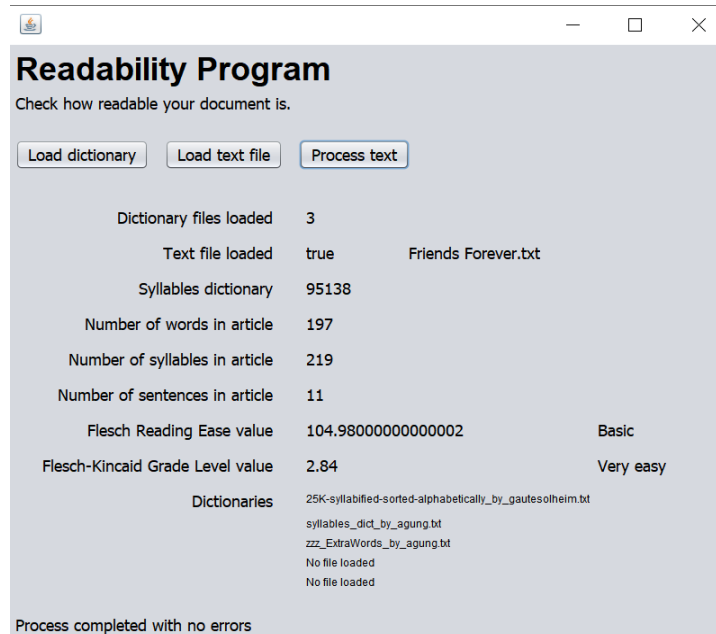 Readability Program
Check how readable your document is.
Load dictionary Load text file Process text
Dictionary files loaded 3
Text file loaded true Friends Forever.txt
Syllables dictionary 95138
Number of words in article 197
Number of syllables in article 219
Number of sentences in article 11
Flesch Reading Ease value 104.98000000000002 Basic
Flesch-Kincaid Grade Level value 2.84 Very easy
Dictionaries 25K-syllabified-sorted-alphabetically_by_gautesolheim.txt
syllables_dict_by_agung.txt
zzz_ExtraWords_by_agung.txt
No file loaded
No file loaded
Process completed with no errors